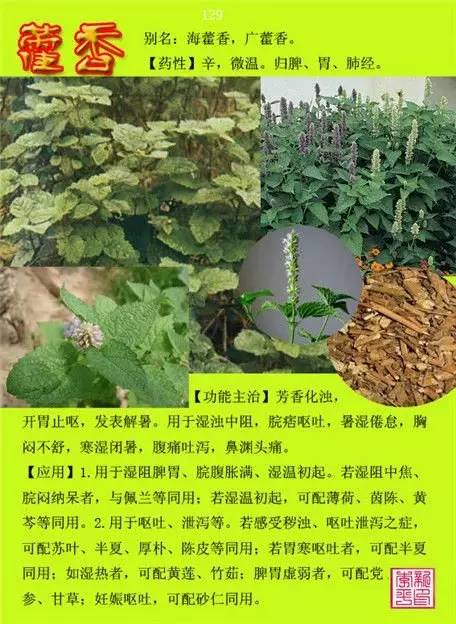 129
藿香
别名：海藿香，广藿香。
【药性】辛，微温。归脾、胃、肺经。
【功能主治】芳香化浊，
开胃止呕，发表解暑。用于湿浊中阻，脘痞呕吐，暑湿倦怠，胸
闷不舒，寒湿闭暑，腹痛吐泻，鼻渊头痛。
【应用】1.用于湿阻脾胃、脘腹胀满、湿温初起。若湿阻中焦、
脘闷纳呆者，与佩兰等同用；若湿温初起，可配薄荷、茵陈、黄
芩等同用。2.用于呕吐、泄泻等。若感受秽浊、呕吐泄泻之症，
可配苏叶、半夏、厚朴、陈皮等同用；若胃寒呕吐者，可配半夏
同用；如湿热者，可配黄莲、竹茹；脾胃虚弱者，可配党
参、甘草；妊娠呕吐，可配砂仁同用。